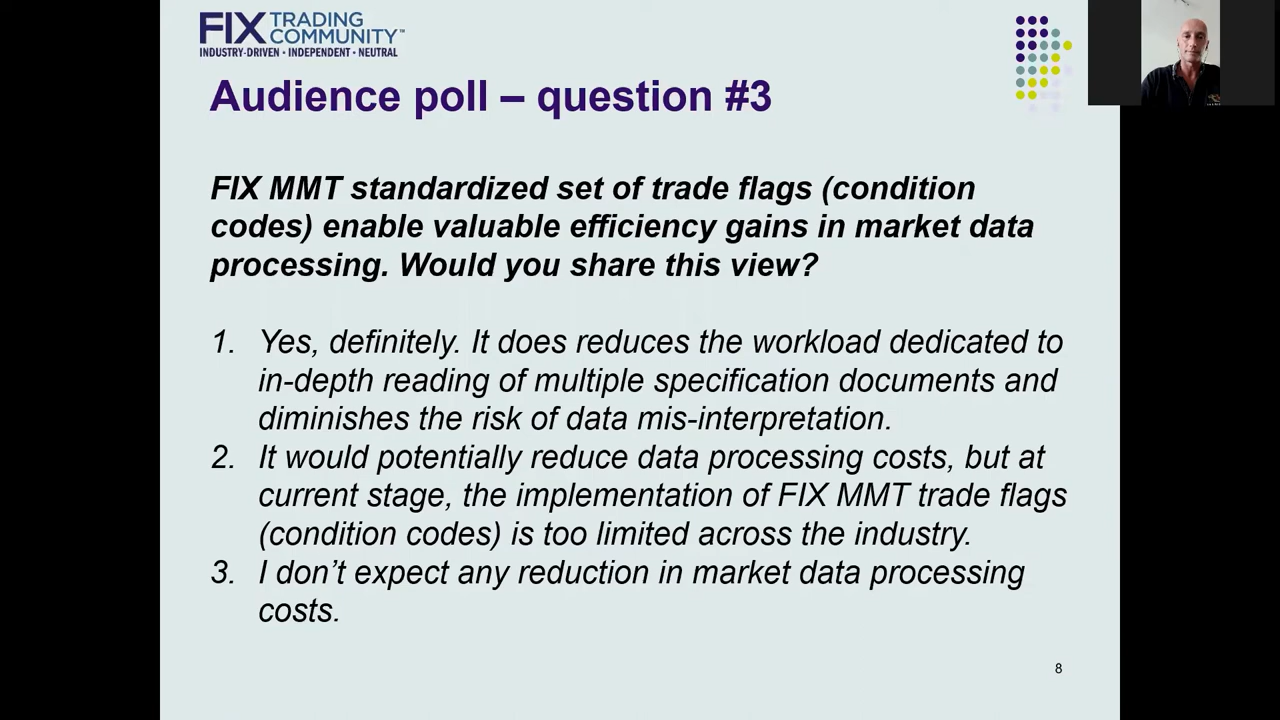 FIX TRADING
COMMUNITY™
INDUSTRY-DRIVEN • INDEPENDENT • NEUTRAL
Audience poll – question #3
FIX MMT standardized set of trade flags (condition
codes) enable valuable efficiency gains in market data
processing. Would you share this view?
1. Yes, definitely. It does reduces the workload dedicated to
in-depth reading of multiple specification documents and
diminishes the risk of data mis-interpretation.
2. It would potentially reduce data processing costs, but at
current stage, the implementation of FIX MMT trade flags
(condition codes) is too limited across the industry.
3. I don’t expect any reduction in market data processing
costs.
8